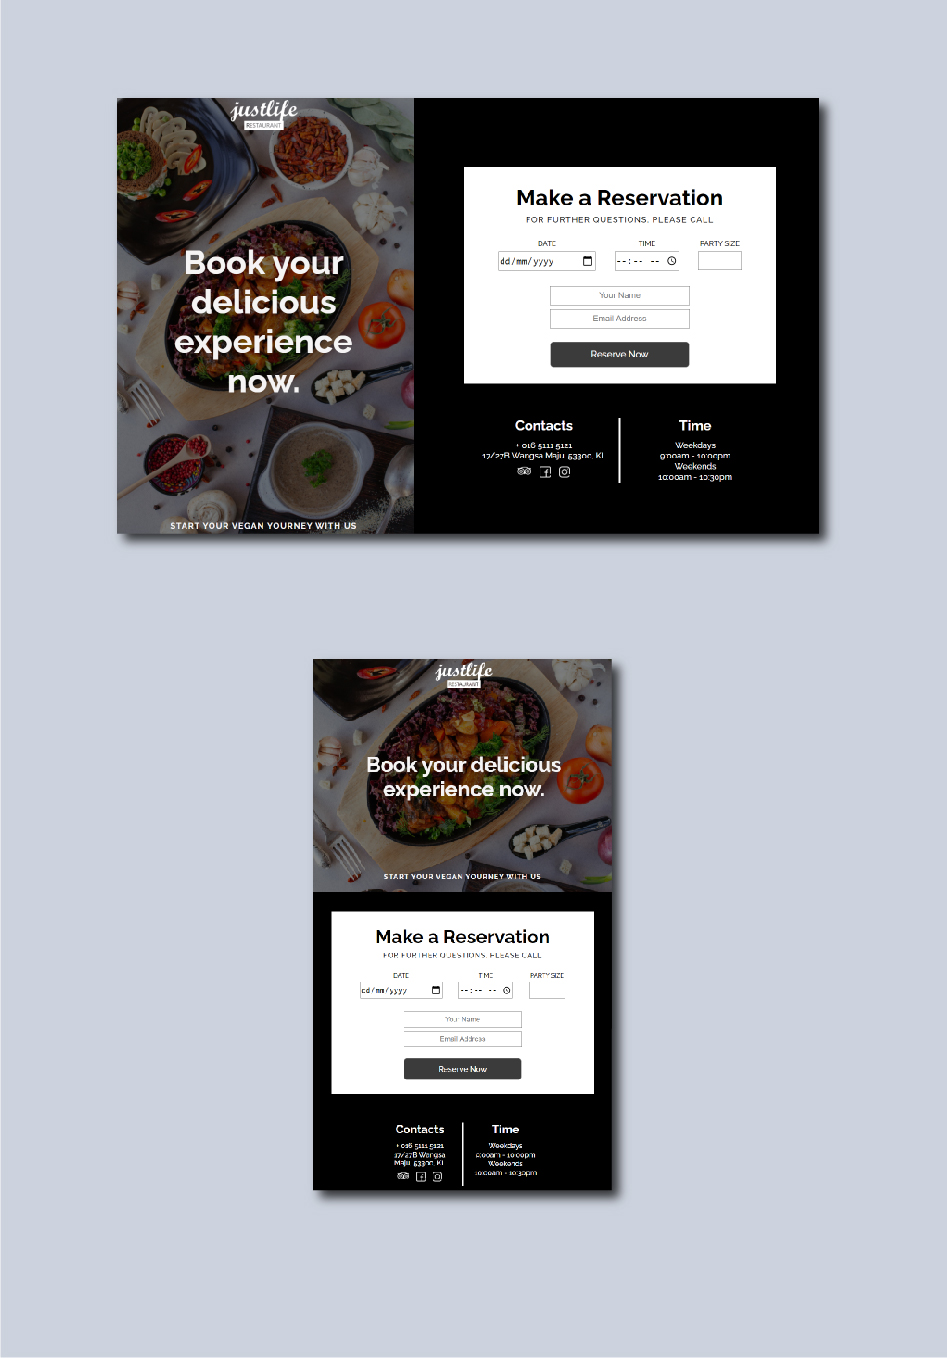 justlife
RESTAURANT
Book your
delicious
experience
now.
START YOUR VEGAN YOURNEY WITH US
Make a Reservation
FOR FURTHER QUESTIONS, PLEASE CALL
DATE TIME PARTY SIZE
dd/mm/yyyy --:-- --
Your Name
Email Address
Reserve Now
Contacts
+ 016 5111 5121
17/27B Wangsa Maju, 53300, KL
Time
Weekdays
9:00am - 10:00pm
Weekends
10:00am - 10:30pm
justlife
RESTAURANT
Book your delicious
experience now.
START YOUR VEGAN YOURNEY WITH US
Make a Reservation
FOR FURTHER QUESTIONS, PLEASE CALL
DATE TIME PARTY SIZE
dd/mm/yyyy --:-- --
Your Name
Email Address
Reserve Now
Contacts
+ 016 5111 5121
17/27B Wangsa
Maju, 53300, KL
Time
Weekdays
9:00am - 10:00pm
Weekends
10:00am - 10:30pm